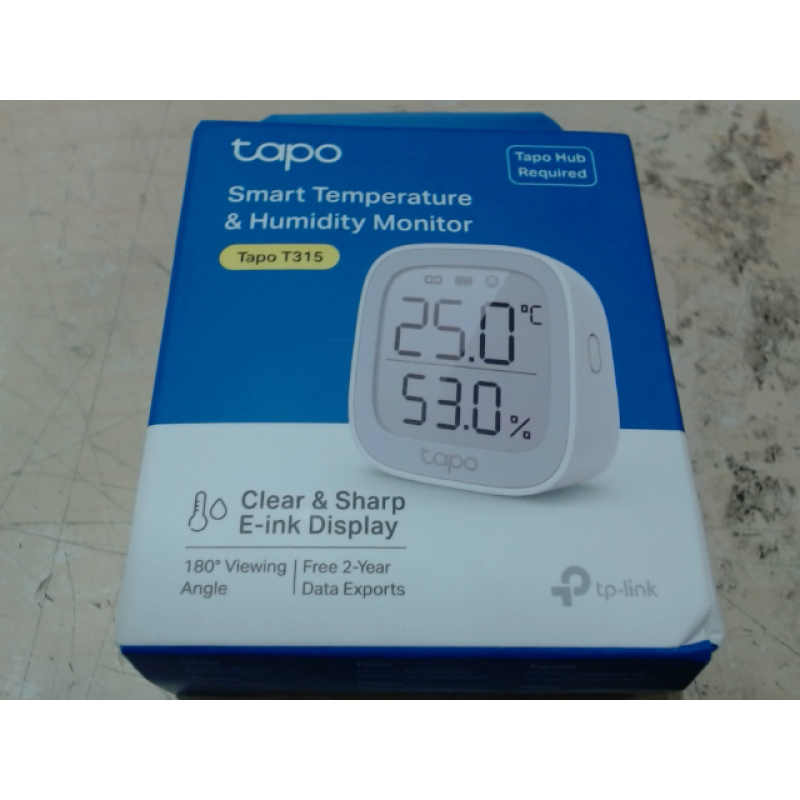 tapo
Tapo Hub
Required
Smart Temperature
& Humidity Monitor
Tapo T315
25.0°C
53.0%
tapo
Clear & Sharp
E-ink Display
180° Viewing
Angle
Free 2-Year
Data Exports
tp-link